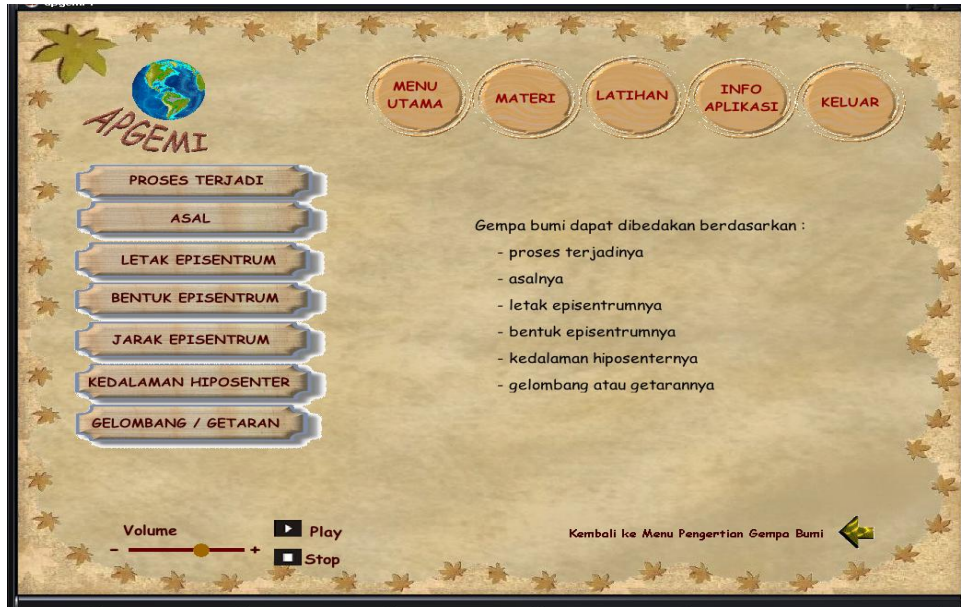 MENU
UTAMA
MATERI
LATIHAN
INFO
APLIKASI
KELUAR
APGEMI
PROSES TERJADI
ASAL
LETAK EPISENTRUM
BENTUK EPISENTRUM
JARAK EPISENTRUM
KEDALAMAN HIPOSENTER
GELOMBANG / GETARAN
Gempa bumi dapat dibedakan berdasarkan :
- proses terjadinya
- asalnya
- letak episentrumnya
- bentuk episentrumnya
- kedalaman hiposenternya
- gelombang atau getarannya
Volume
- +
Play
Stop
Kembali ke Menu Pengertian Gempa Bumi